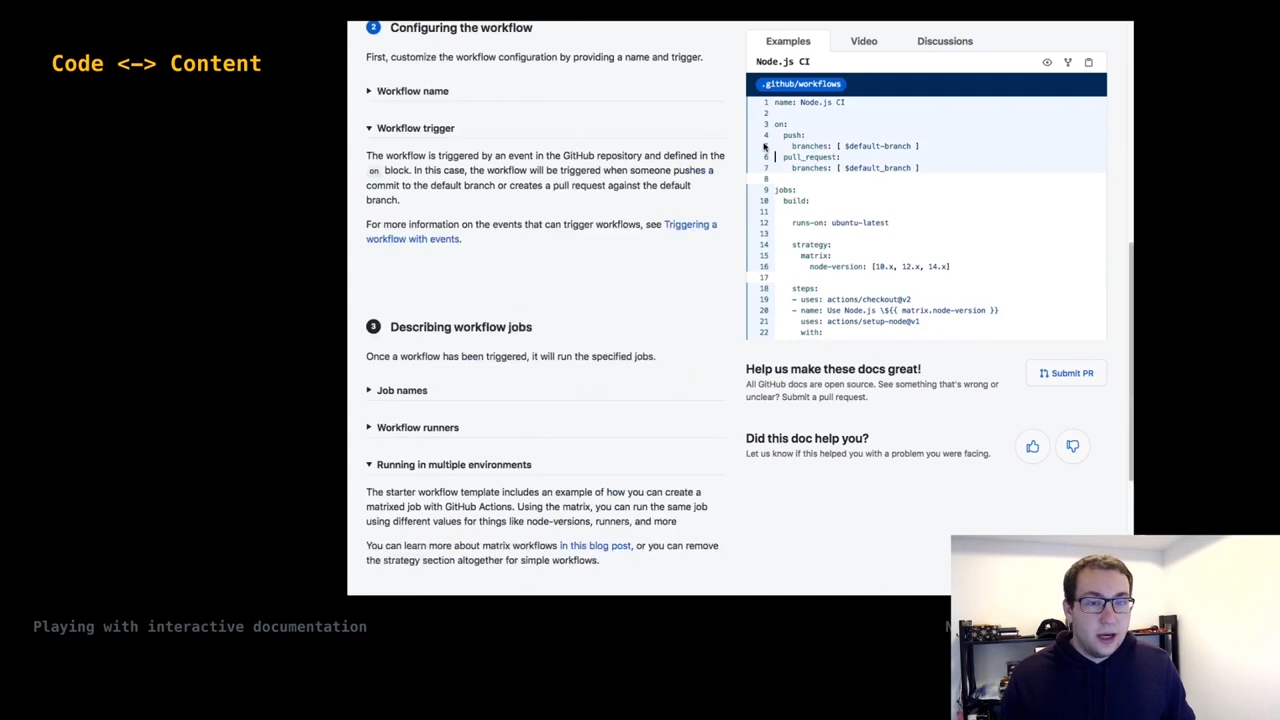 Code <-> Content
2 Configuring the workflow
First, customize the workflow configuration by providing a name and trigger.
Workflow name
Workflow trigger
The workflow is triggered by an event in the GitHub repository and defined in the
on block. In this case, the workflow will be triggered when someone pushes a
commit to the default branch or creates a pull request against the default
branch.
For more information on the events that can trigger workflows, see Triggering a
workflow with events.
3 Describing workflow jobs
Once a workflow has been triggered, it will run the specified jobs.
Job names
Workflow runners
Running in multiple environments
The starter workflow template includes an example of how you can create a
matrixed job with GitHub Actions. Using the matrix, you can run the same job
using different values for things like node-versions, runners, and more
You can learn more about matrix workflows in this blog post, or you can remove
the strategy section altogether for simple workflows.
Examples Video Discussions
Node.js CI
.github/workflows
1 name: Node.js CI
2
3 on:
4 push:
branches: [ $default-branch ]
6 pull_request:
7 branches: [ $default_branch ]
8
9 jobs:
10 build:
11
12 runs-on: ubuntu-latest
13
14 strategy:
15 matrix:
16 node-version: [10.x, 12.x, 14.x]
17
18 steps:
19 - uses: actions/checkout@v2
20 - name: Use Node.js \${{ matrix.node-version }}
21 uses: actions/setup-node@v1
22 with:
Help us make these docs great!
All GitHub docs are open source. See something that's wrong or
unclear? Submit a pull request.
Submit PR
Did this doc help you?
Let us know if this helped you with a problem you were facing.
Playing with interactive documentation